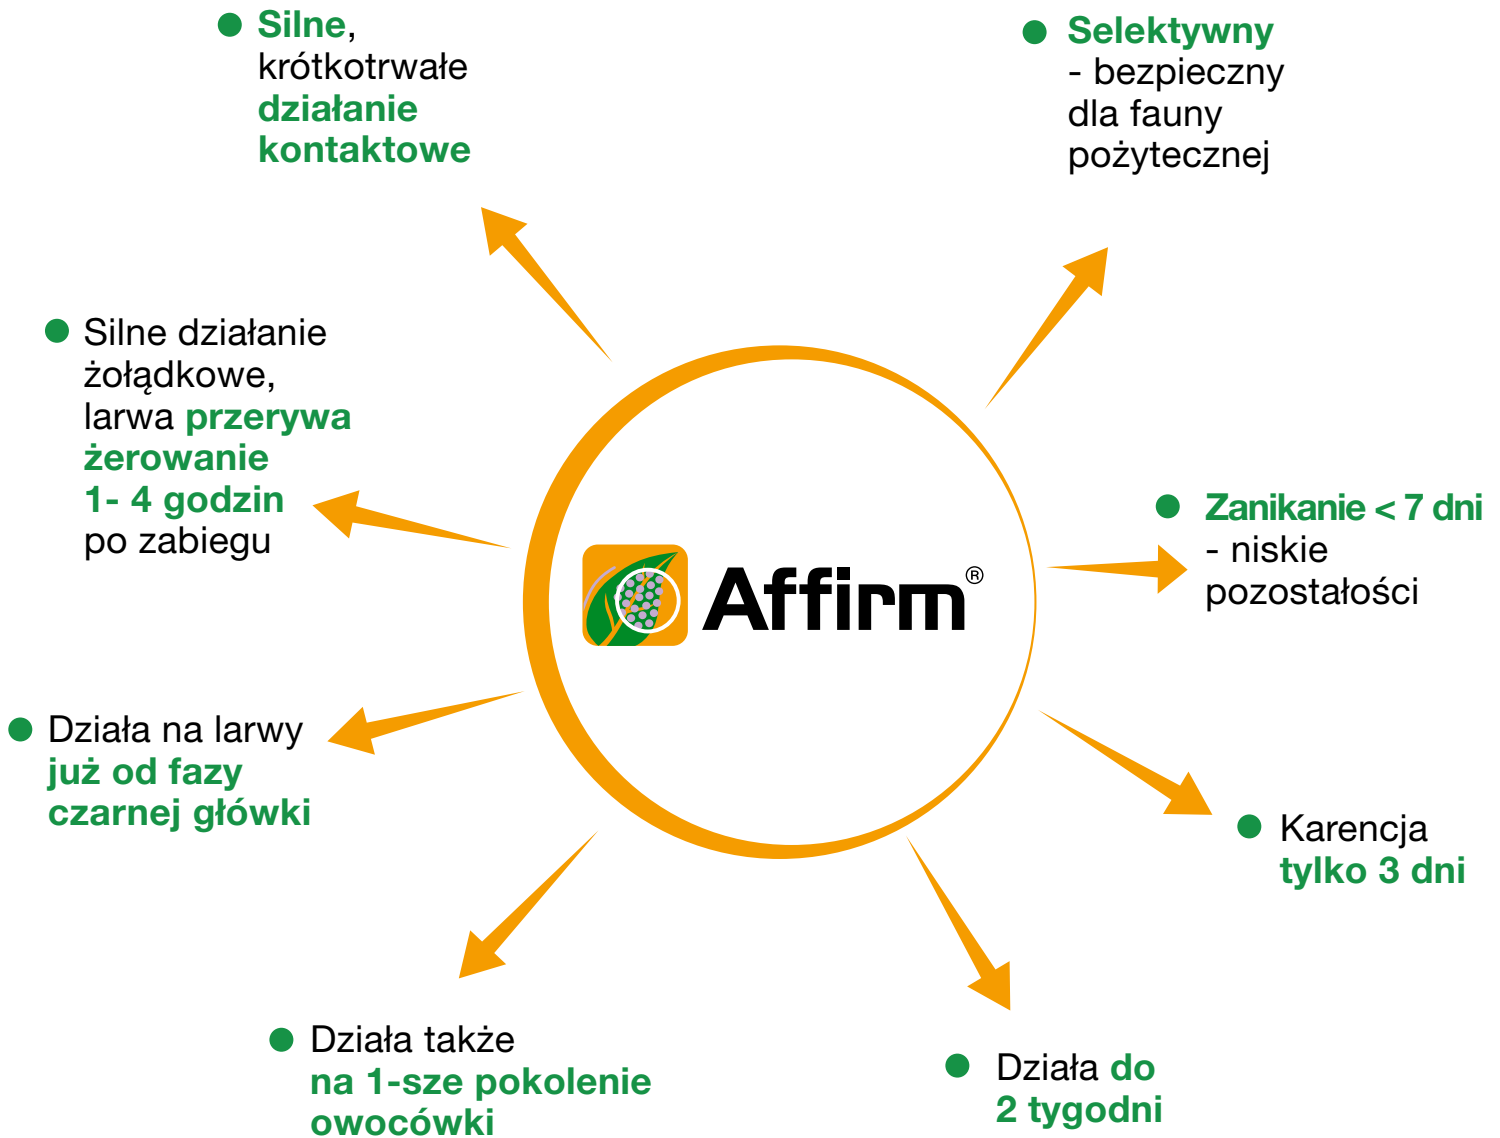 Silne,
krótkotrwałe
działanie
kontaktowe
Selektywny
- bezpieczny
dla fauny
pożytecznej
Silne działanie
żołądkowe,
larwa przerywa
żerowanie
1- 4 godzin
po zabiegu
Zanikanie < 7 dni
- niskie
pozostałości
Affirm®
Działa na larwy
już od fazy
czarnej główki
Karencja
tylko 3 dni
Działa także
na 1-sze pokolenie
owocówki
Działa do
2 tygodni